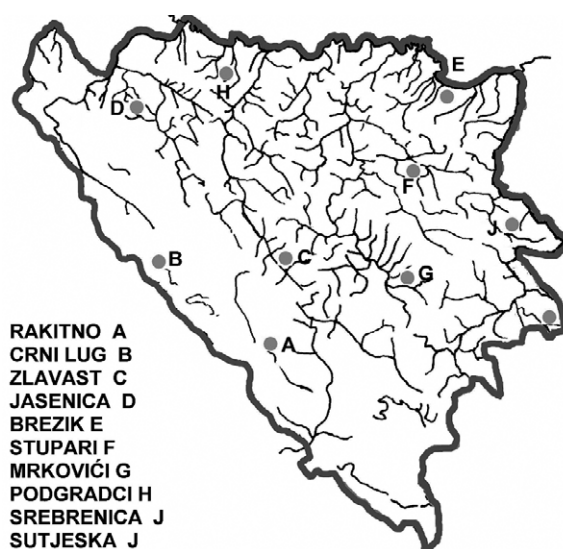 E
H
D
F
J
B
C
G
A
RAKITNO A
CRNI LUG B
ZLAVAST C
JASENICA D
BREZIK E
STUPARI F
MRKOVIĆI G
PODGRADCI H
SREBRENICA J
SUTJESKA J